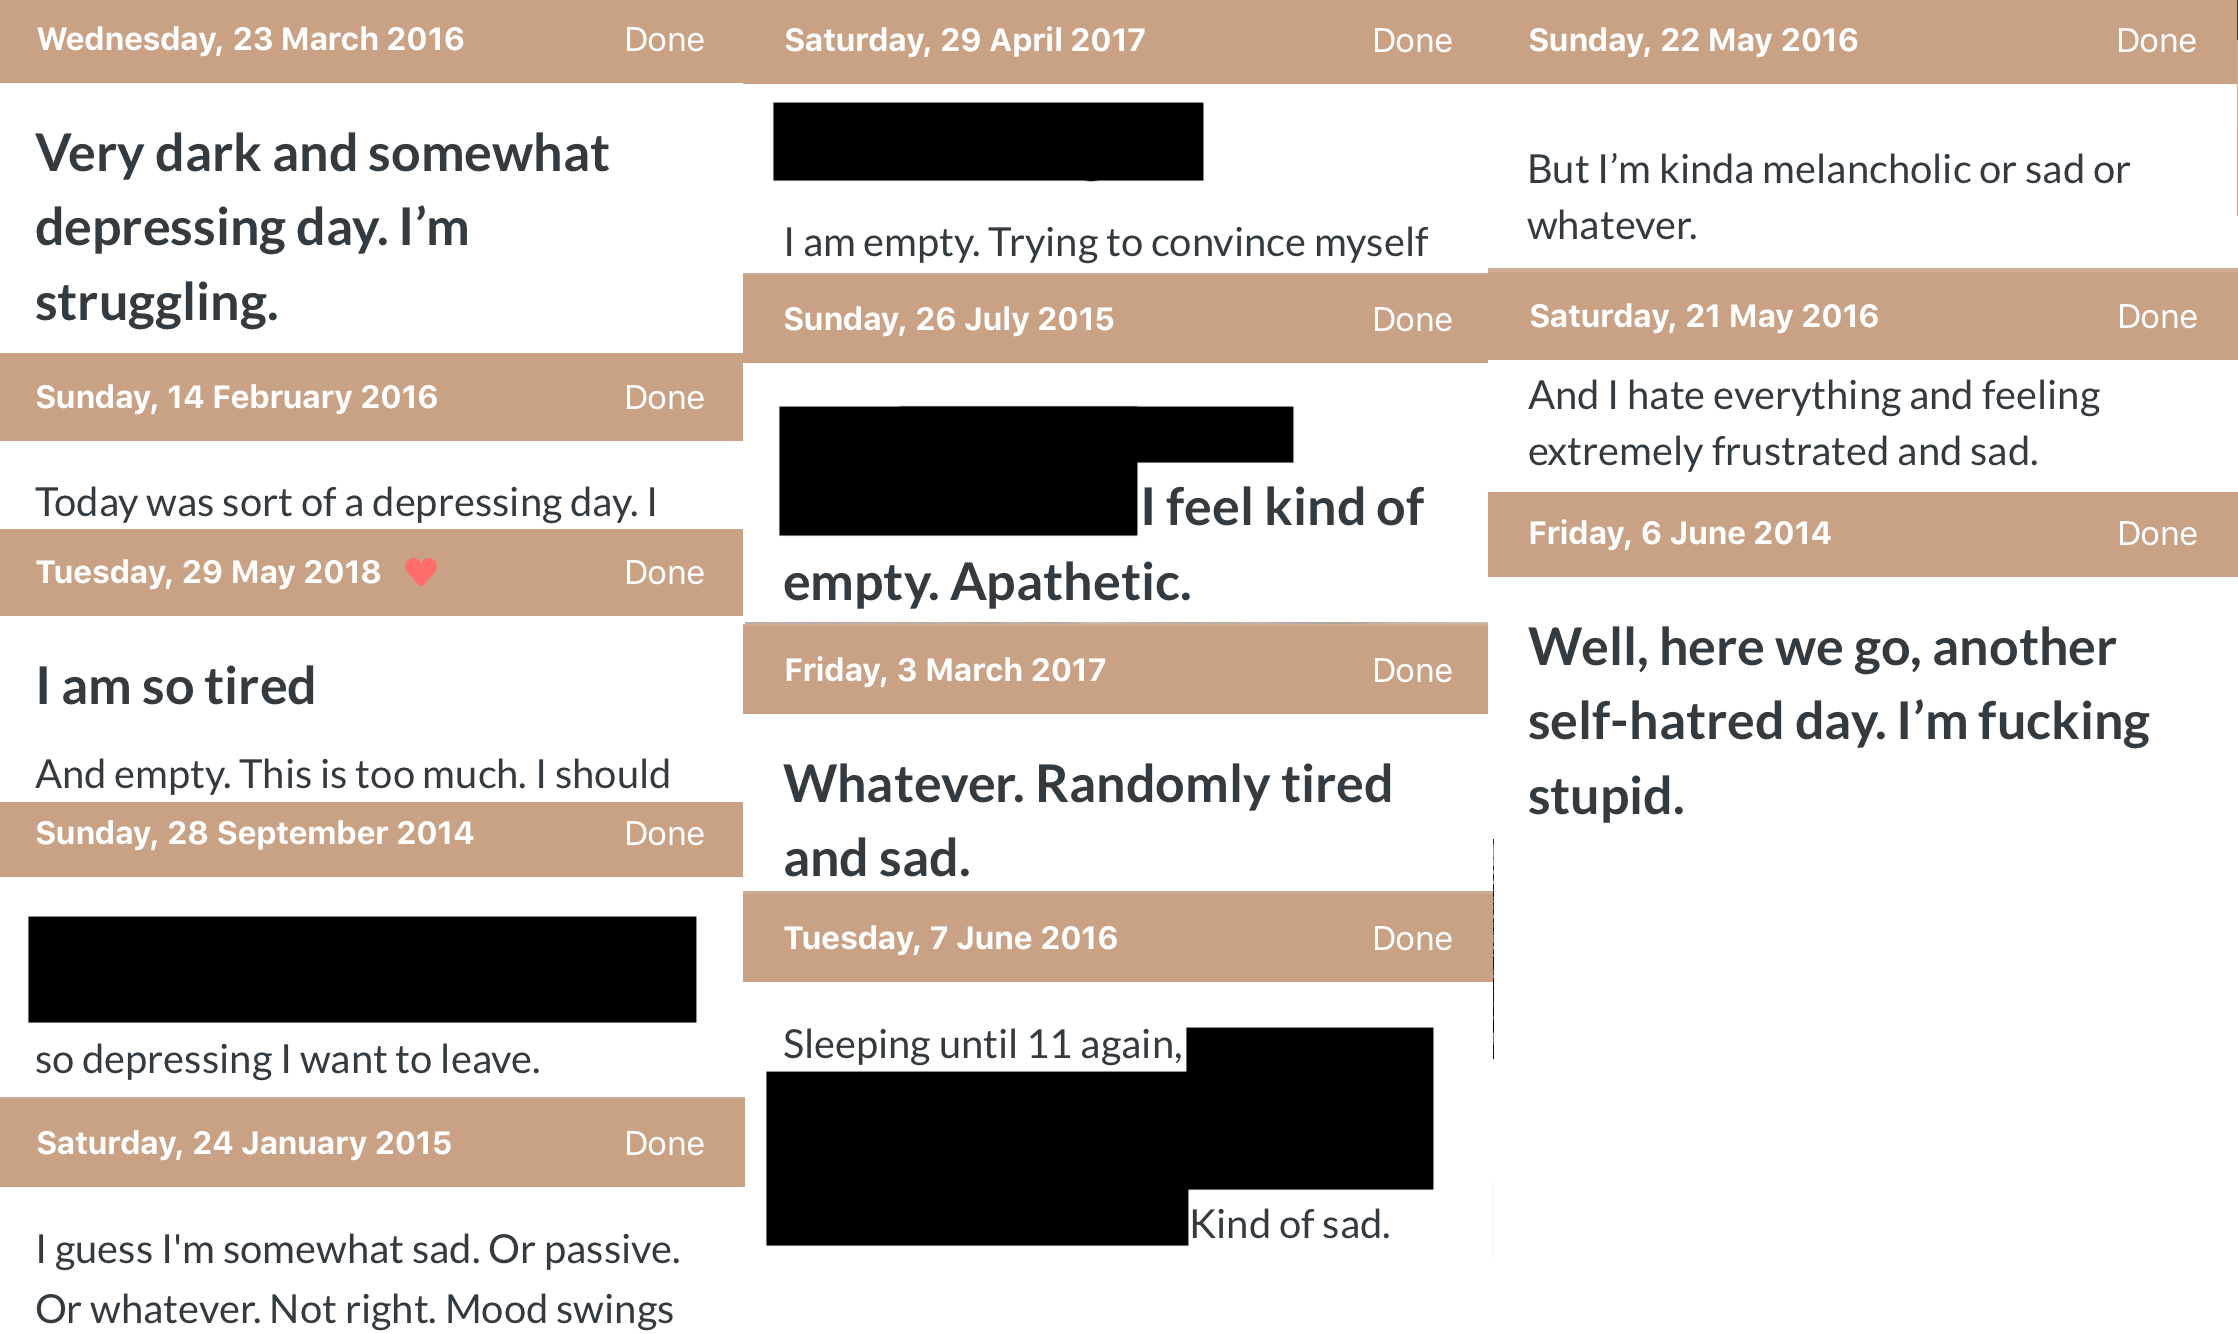 Wednesday, 23 March 2016 Done
Very dark and somewhat
depressing day. I’m
struggling.
Sunday, 14 February 2016 Done
Today was sort of a depressing day. I
Tuesday, 29 May 2018 Done
I am so tired
And empty. This is too much. I should
Sunday, 28 September 2014 Done
so depressing I want to leave.
Saturday, 24 January 2015 Done
I guess I'm somewhat sad. Or passive.
Or whatever. Not right. Mood swings
Saturday, 29 April 2017 Done
I am empty. Trying to convince myself
Sunday, 26 July 2015 Done
I feel kind of
empty. Apathetic.
Friday, 3 March 2017 Done
Whatever. Randomly tired
and sad.
Tuesday, 7 June 2016 Done
Sleeping until 11 again,
Kind of sad.
Sunday, 22 May 2016 Done
But I’m kinda melancholic or sad or
whatever.
Saturday, 21 May 2016 Done
And I hate everything and feeling
extremely frustrated and sad.
Friday, 6 June 2014 Done
Well, here we go, another
self-hatred day. I’m fucking
stupid.